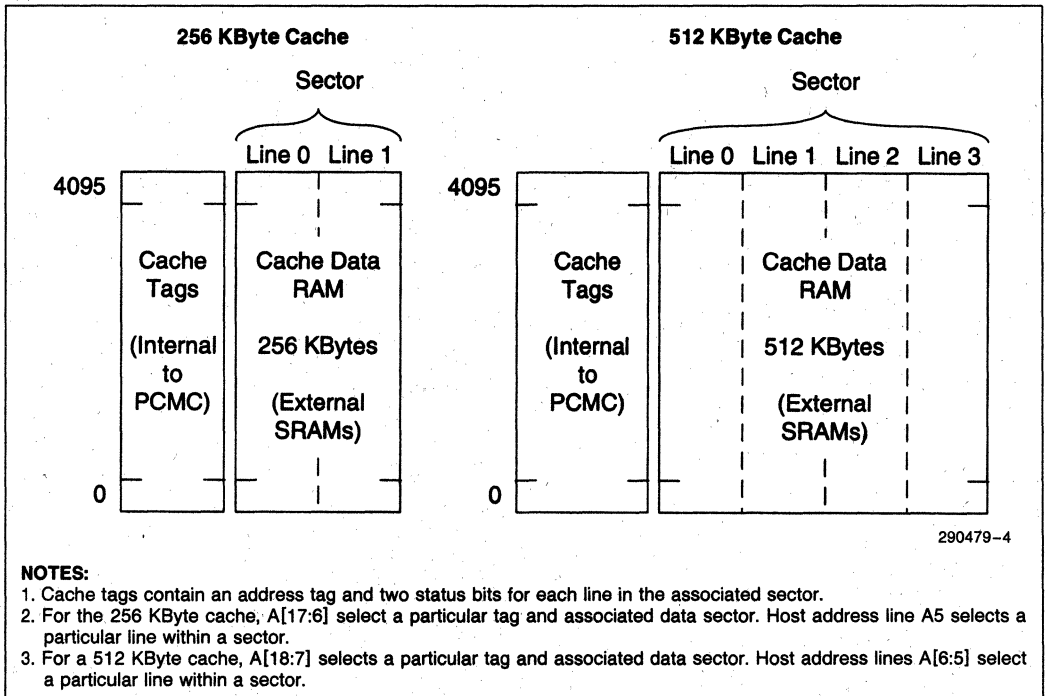 256 KByte Cache
Sector
Line 0 Line 1
4095
Cache
Tags
(Internal
to
PCMC)
Cache Data
RAM
256 KBytes
(External
SRAMs)
0
512 KByte Cache
Sector
Line 0 Line 1 Line 2 Line 3
4095
Cache
Tags
(Internal
to
PCMC)
Cache Data
RAM
512 KBytes
(External
SRAMs)
0
290479-4
NOTES:
1. Cache tags contain an address tag and two status bits for each line in the associated sector.
2. For the 256 KByte cache, A[17:6] select a particular tag and associated data sector. Host address line A5 selects a
particular line within a sector.
3. For a 512 KByte cache, A[18:7] selects a particular tag and associated data sector. Host address lines A[6:5] select
a particular line within a sector.